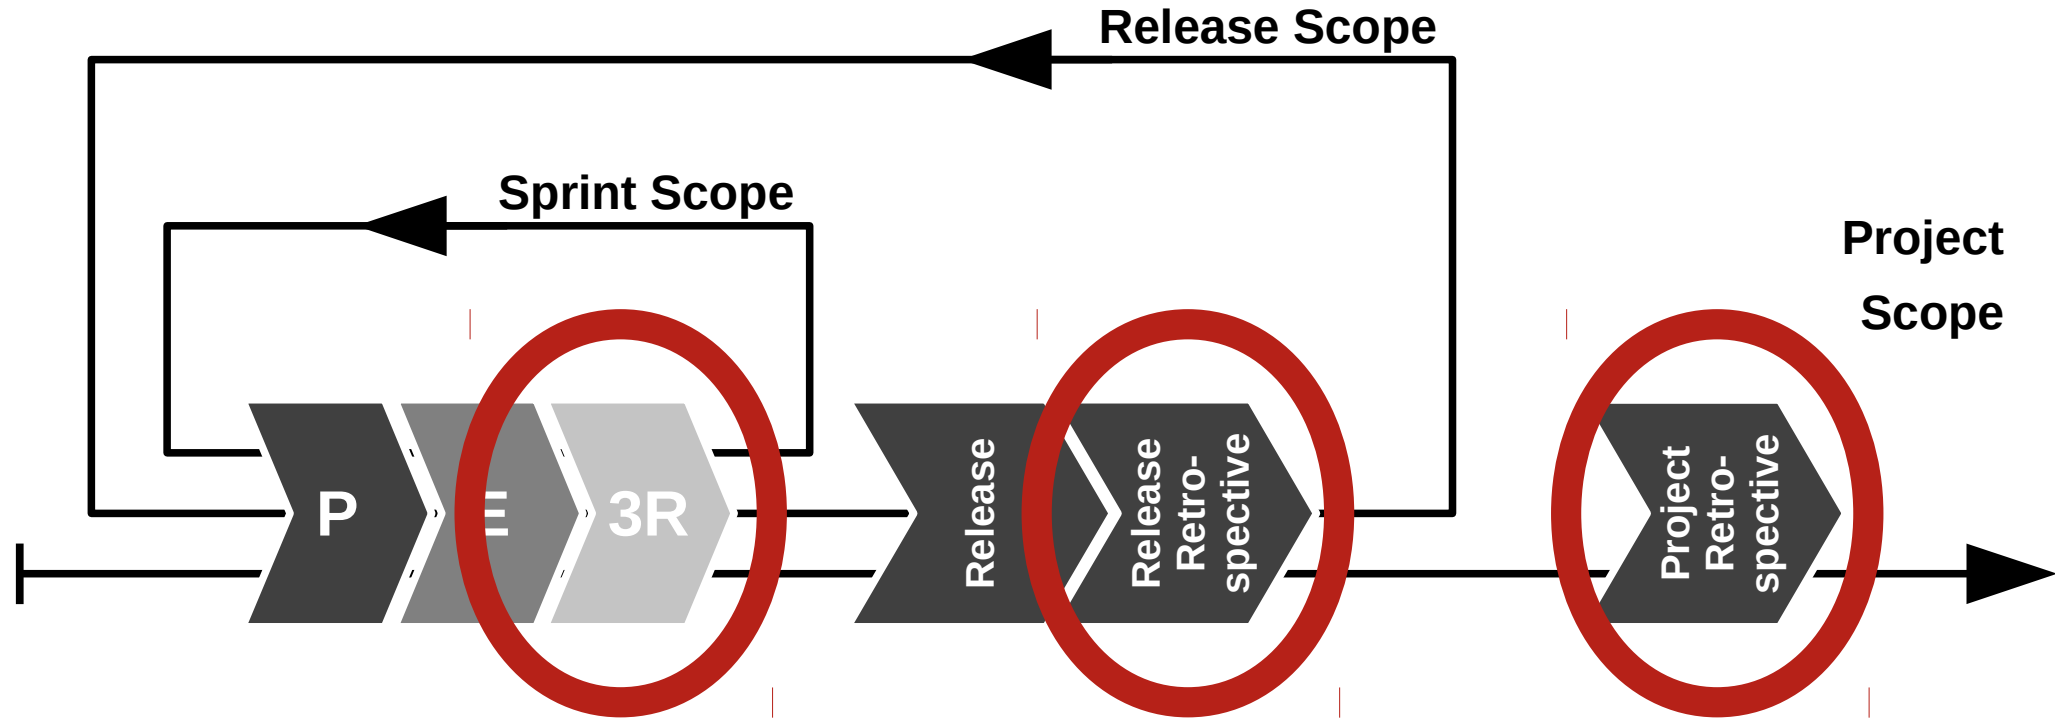 Release Scope
Sprint Scope
Project
Scope
P
E
3R
Release
Release
Retro-
spective
Project
Retro-
spective